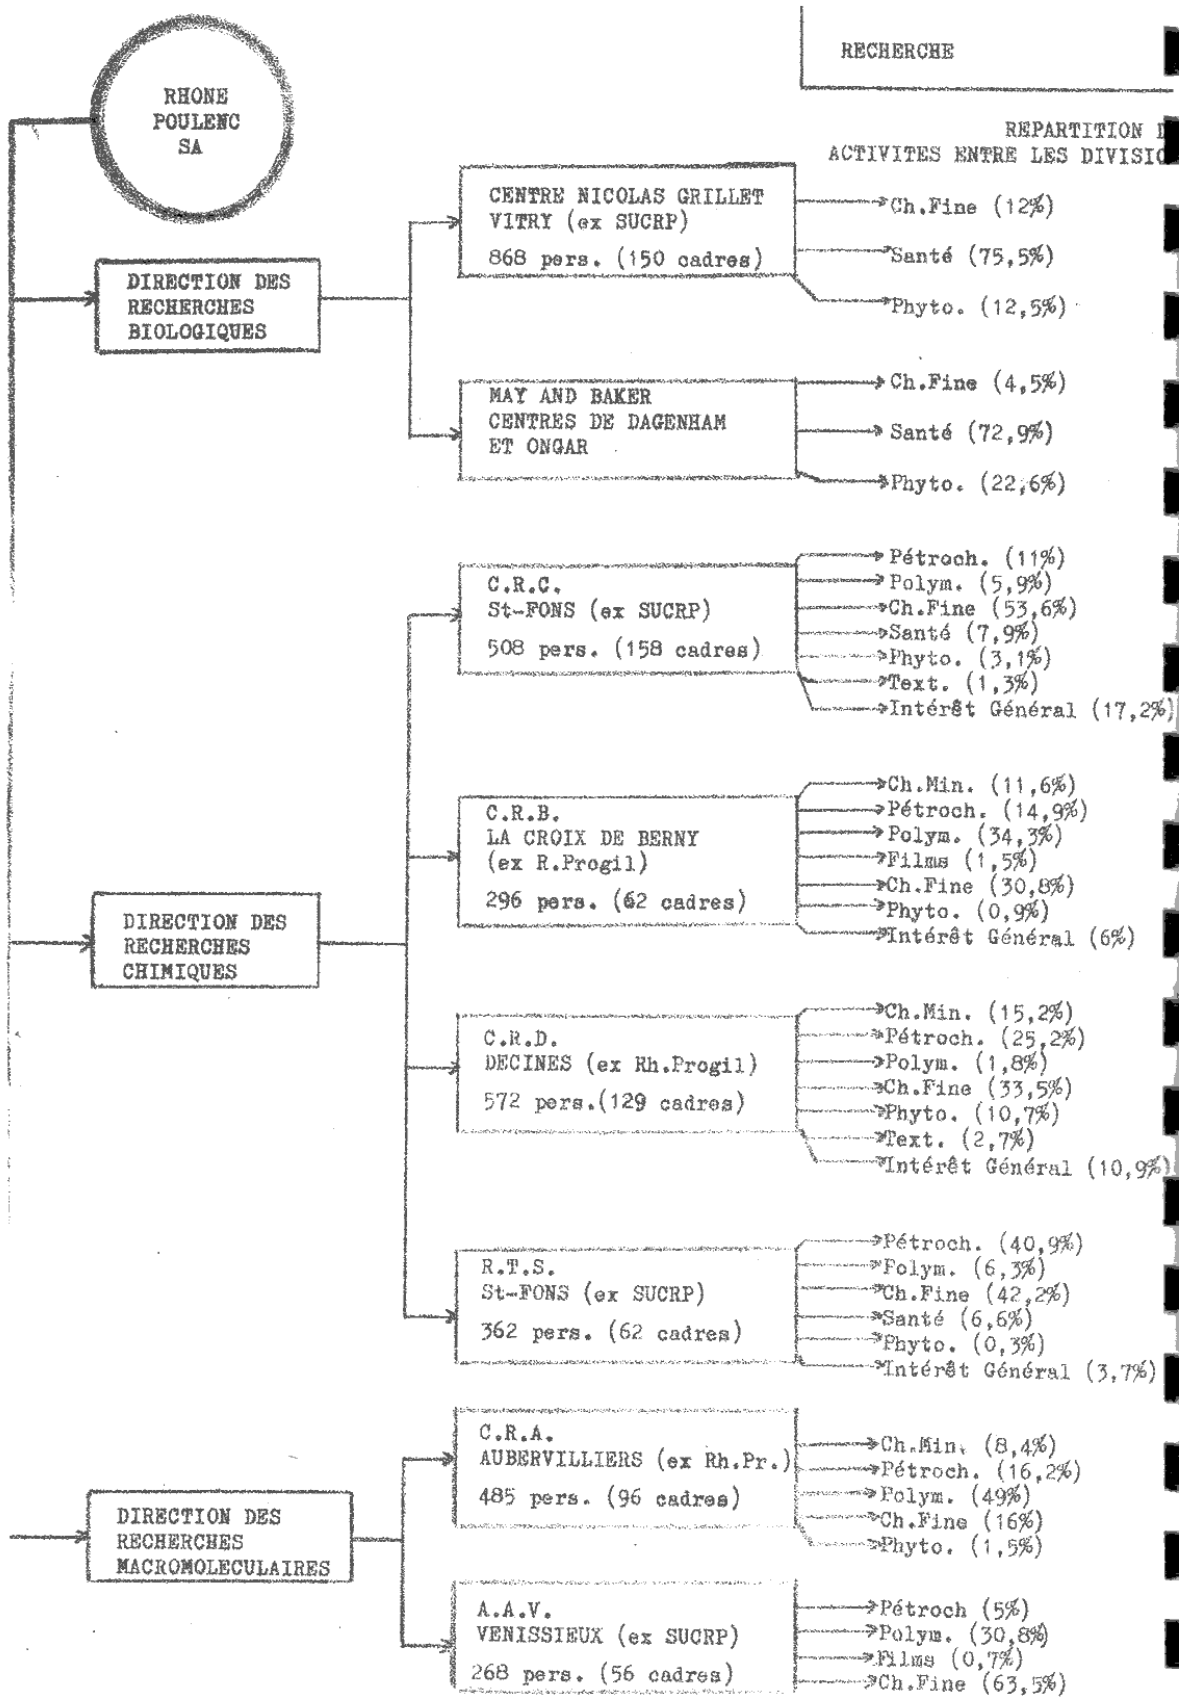 RHONE
POULENC
SA
RECHERCHE
REPARTITION
ACTIVITES ENTRE LES
DIRECTION DES
RECHERCHES
BIOLOGIQUES
CENTRE NICOLAS GRILLET
VITRY (ex SUCRP)
868 pers. (150 cadres)
Ch.Fine (12%)
Santé (75,5%)
Phyto. (12,5%)
MAY AND BAKER
CENTRES DE DAGENHAM
ET ONGAR
Ch.Fine (4,5%)
Santé (72,9%)
Phyto. (22,6%)
DIRECTION DES
RECHERCHES
CHIMIQUES
C.R.C.
St-FONS (ex SUCRP)
508 pers. (158 cadres)
Pétroch. (11%)
Polym. (5,9%)
Ch.Fine (53,6%)
Santé (7,9%)
Phyto. (3,1%)
Text. (1,3%)
Intérêt Général (17,2%)
C.R.B.
LA CROIX DE BERNY
(ex R.Progil)
296 pers. (62 cadres)
Ch.Min. (11,6%)
Pétroch. (14,9%)
Polym. (34,3%)
Films (1,5%)
Ch.Fine (30,8%)
Phyto. (0,9%)
Intérêt Général (6%)
C.R.D.
DECINES (ex Rh.Progil)
572 pers.(129 cadres)
Ch.Min. (15,2%)
Pétroch. (25,2%)
Polym. (1,8%)
Ch.Fine (33,5%)
Phyto. (10,7%)
Text. (2,7%)
Intérêt Général (10,9%)
R.T.S.
St-FONS (ex SUCRP)
362 pers. (62 cadres)
Pétroch. (40,9%)
Polym. (6,3%)
Ch.Fine (42,2%)
Santé (6,6%)
Phyto. (0,3%)
Intérêt Général (3,7%)
DIRECTION DES
RECHERCHES
MACROMOLECULAIRES
C.R.A.
AUBERVILLIERS (ex Rh.Pr.)
485 pers. (96 cadres)
Ch.Min. (8,4%)
Pétroch. (16,2%)
Polym. (49%)
Ch.Fine (16%)
Phyto. (1,5%)
A.A.V.
VENISSIEUX (ex SUCRP)
268 pers. (56 cadres)
Pétroch (5%)
Polym. (30,8%)
Films (0,7%)
Ch.Fine (63,5%)